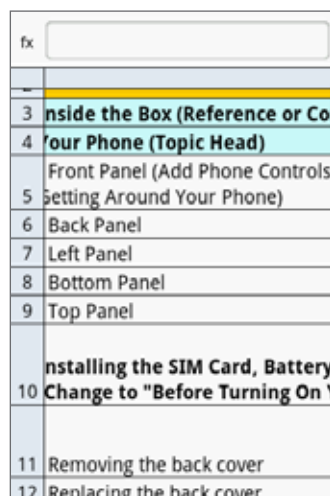 fx
3 nside the Box (Reference or Co
4 Your Phone (Topic Head)
Front Panel (Add Phone Controls
5 Getting Around Your Phone)
6 Back Panel
7 Left Panel
8 Bottom Panel
9 Top Panel
nstalling the SIM Card, Battery
10 Change to "Before Turning On Y
11 Removing the back cover
12 Replacing the back cover